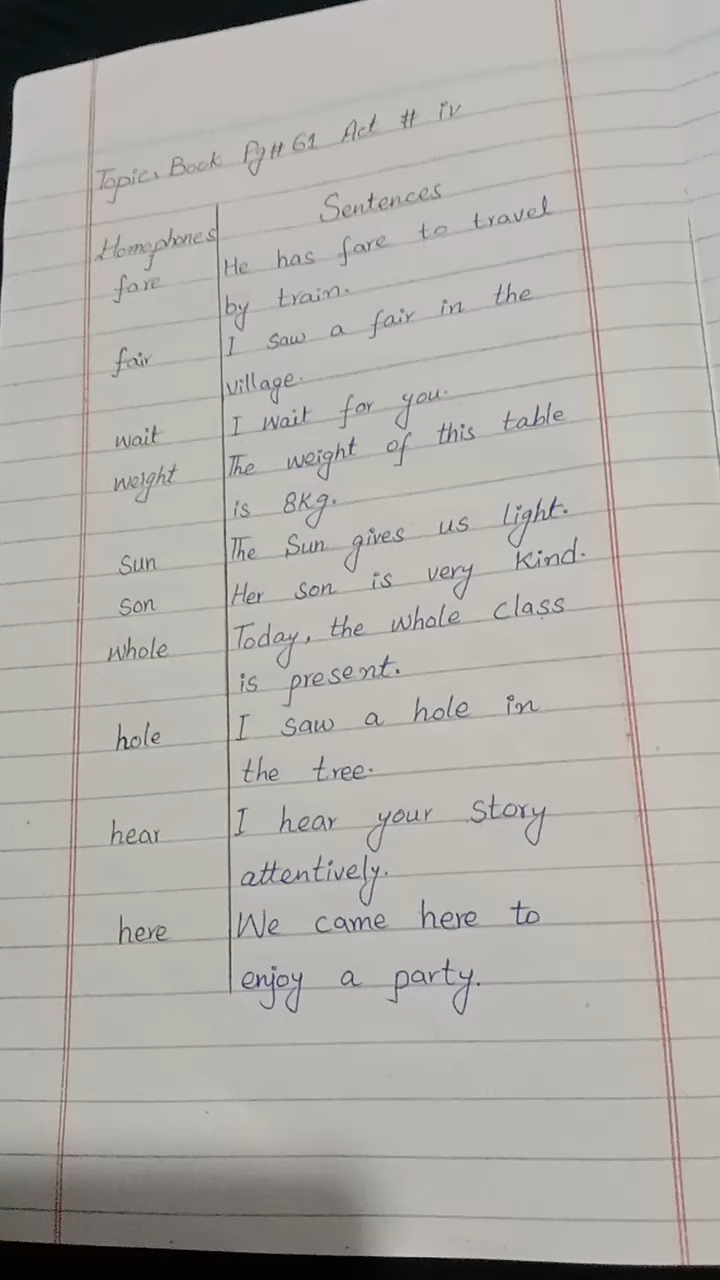 Topic: Book Pg# 61 Act # iv
Homophones Sentences
fare He has fare to travel
by train.
fair I saw a fair in the
village.
wait I wait for you.
weight The weight of this table
is 8Kg.
Sun The Sun gives us light.
Son Her son is very kind.
whole Today, the whole class
is present.
hole I saw a hole in
the tree.
hear I hear your story
attentively.
here We came here to
enjoy a party.